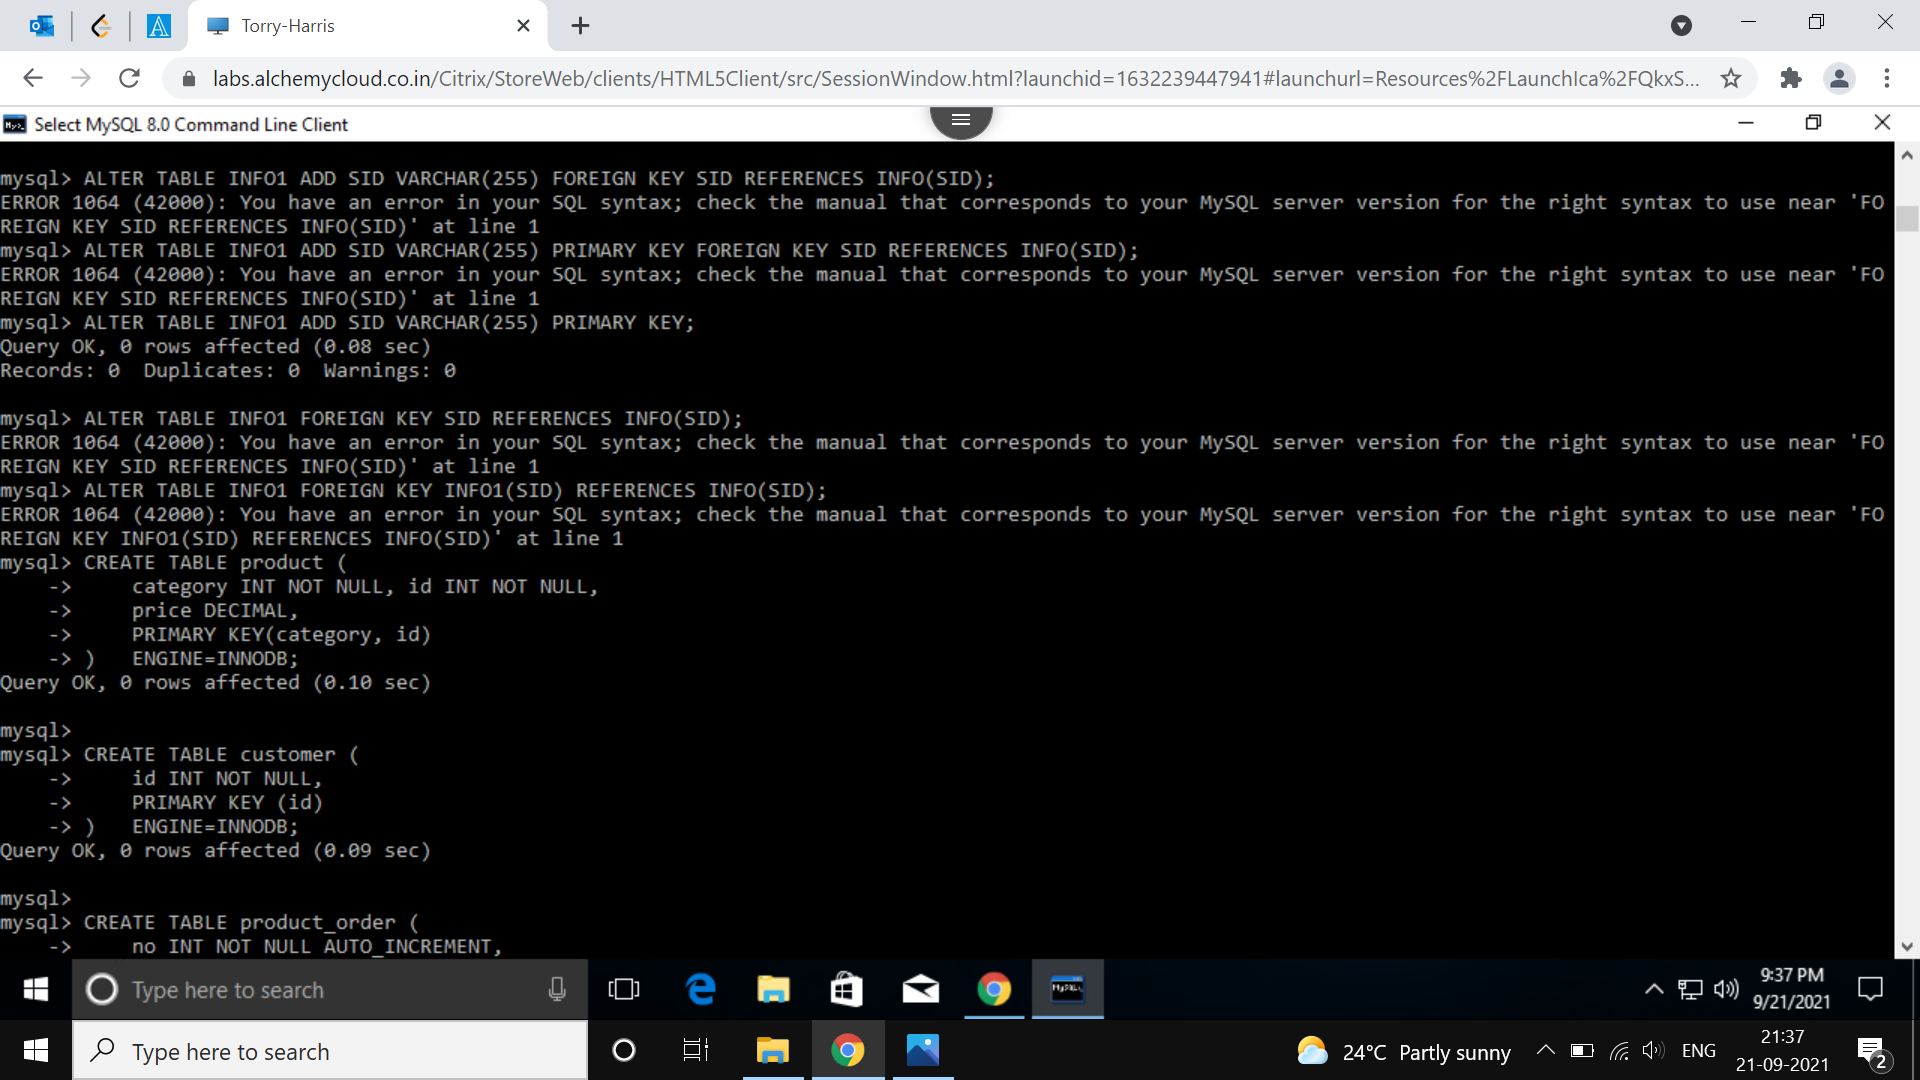 Torry-Harris
labs.alchemycloud.co.in/Citrix/StoreWeb/clients/HTML5Client/src/SessionWindow.html?launchid=1632239447941#launchurl=Resources%2FLaunchIca%2FQkxS...
Select MySQL 8.0 Command Line Client
mysql> ALTER TABLE INFO1 ADD SID VARCHAR(255) FOREIGN KEY SID REFERENCES INFO(SID);
ERROR 1064 (42000): You have an error in your SQL syntax; check the manual that corresponds to your MySQL server version for the right syntax to use near 'FO
REIGN KEY SID REFERENCES INFO(SID)' at line 1
mysql> ALTER TABLE INFO1 ADD SID VARCHAR(255) PRIMARY KEY FOREIGN KEY SID REFERENCES INFO(SID);
ERROR 1064 (42000): You have an error in your SQL syntax; check the manual that corresponds to your MySQL server version for the right syntax to use near 'FO
REIGN KEY SID REFERENCES INFO(SID)' at line 1
mysql> ALTER TABLE INFO1 ADD SID VARCHAR(255) PRIMARY KEY;
Query OK, 0 rows affected (0.08 sec)
Records: 0  Duplicates: 0  Warnings: 0
mysql> ALTER TABLE INFO1 FOREIGN KEY SID REFERENCES INFO(SID);
ERROR 1064 (42000): You have an error in your SQL syntax; check the manual that corresponds to your MySQL server version for the right syntax to use near 'FO
REIGN KEY SID REFERENCES INFO(SID)' at line 1
mysql> ALTER TABLE INFO1 FOREIGN KEY INFO1(SID) REFERENCES INFO(SID);
ERROR 1064 (42000): You have an error in your SQL syntax; check the manual that corresponds to your MySQL server version for the right syntax to use near 'FO
REIGN KEY INFO1(SID) REFERENCES INFO(SID)' at line 1
mysql> CREATE TABLE product (
    ->     category INT NOT NULL, id INT NOT NULL,
    ->     price DECIMAL,
    ->     PRIMARY KEY(category, id)
    -> )   ENGINE=INNODB;
Query OK, 0 rows affected (0.10 sec)
mysql>
mysql> CREATE TABLE customer (
    ->     id INT NOT NULL,
    ->     PRIMARY KEY (id)
    -> )   ENGINE=INNODB;
Query OK, 0 rows affected (0.09 sec)
mysql>
mysql> CREATE TABLE product_order (
    ->     no INT NOT NULL AUTO_INCREMENT,
Type here to search
9:37 PM
9/21/2021
Type here to search
24°C Partly sunny
ENG
21:37
21-09-2021
2